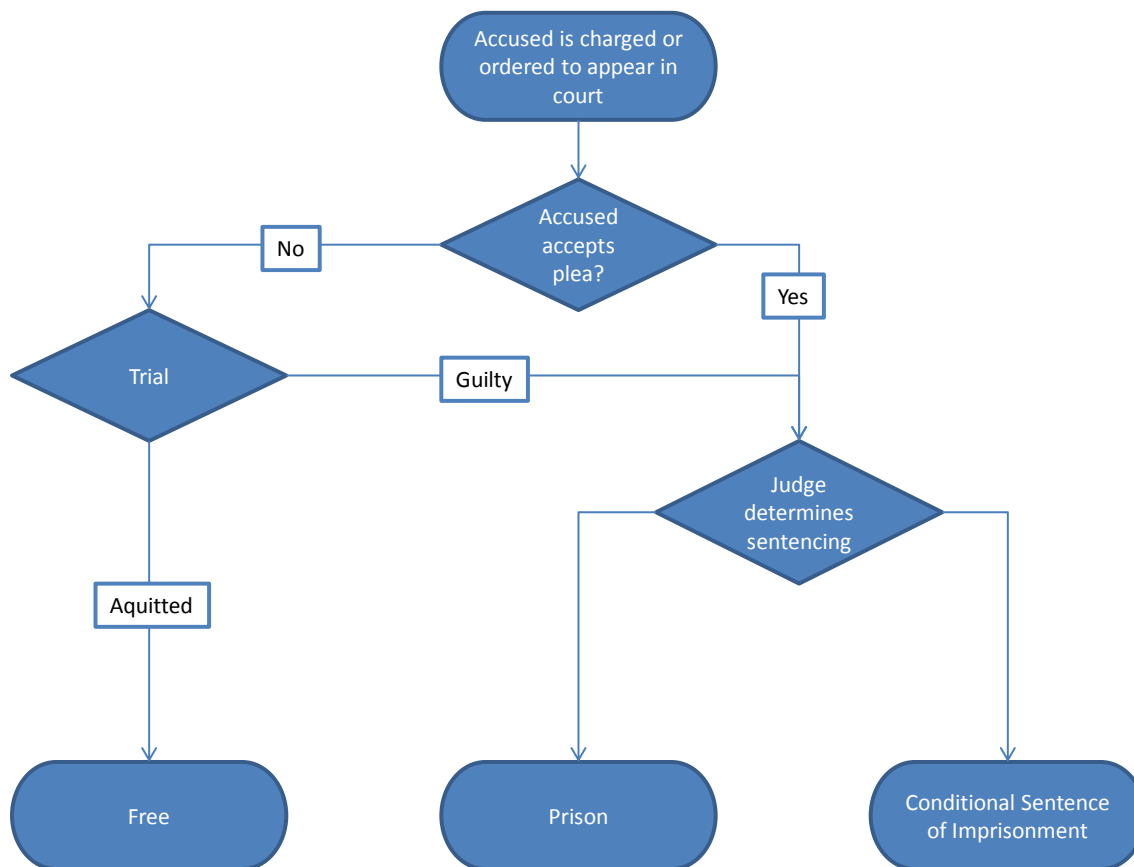 Accused is charged or
ordered to appear in
court
Accused
accepts
plea?
No
Yes
Trial
Guilty
Judge
determines
sentencing
Aquitted
Free
Prison
Conditional Sentence
of Imprisonment